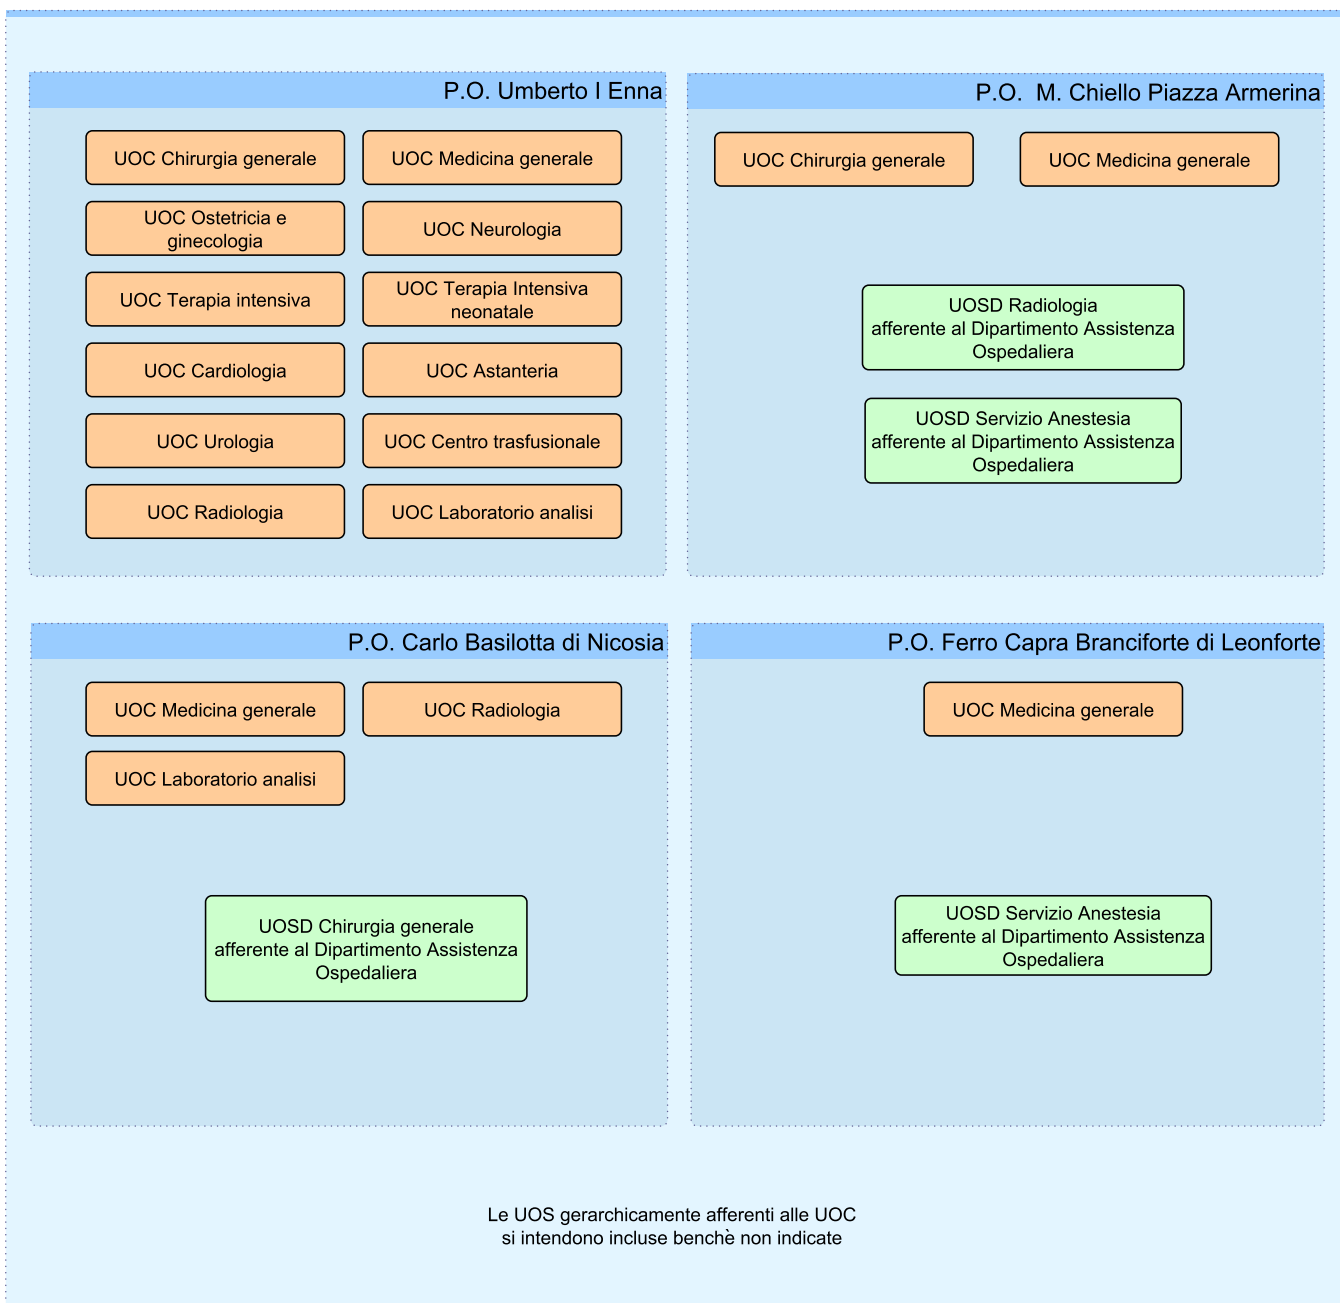 P.O. Umberto I Enna
UOC Chirurgia generale
UOC Medicina generale
UOC Ostetricia e
ginecologia
UOC Neurologia
UOC Terapia intensiva
UOC Terapia Intensiva
neonatale
UOC Cardiologia
UOC Astanteria
UOC Urologia
UOC Centro trasfusionale
UOC Radiologia
UOC Laboratorio analisi
P.O. M. Chiello Piazza Armerina
UOC Chirurgia generale
UOC Medicina generale
UOSD Radiologia
afferente al Dipartimento Assistenza
Ospedaliera
UOSD Servizio Anestesia
afferente al Dipartimento Assistenza
Ospedaliera
P.O. Carlo Basilotta di Nicosia
UOC Medicina generale
UOC Radiologia
UOC Laboratorio analisi
UOSD Chirurgia generale
afferente al Dipartimento Assistenza
Ospedaliera
P.O. Ferro Capra Branciforte di Leonforte
UOC Medicina generale
UOSD Servizio Anestesia
afferente al Dipartimento Assistenza
Ospedaliera
Le UOS gerarchicamente afferenti alle UOC
si intendono incluse benchè non indicate